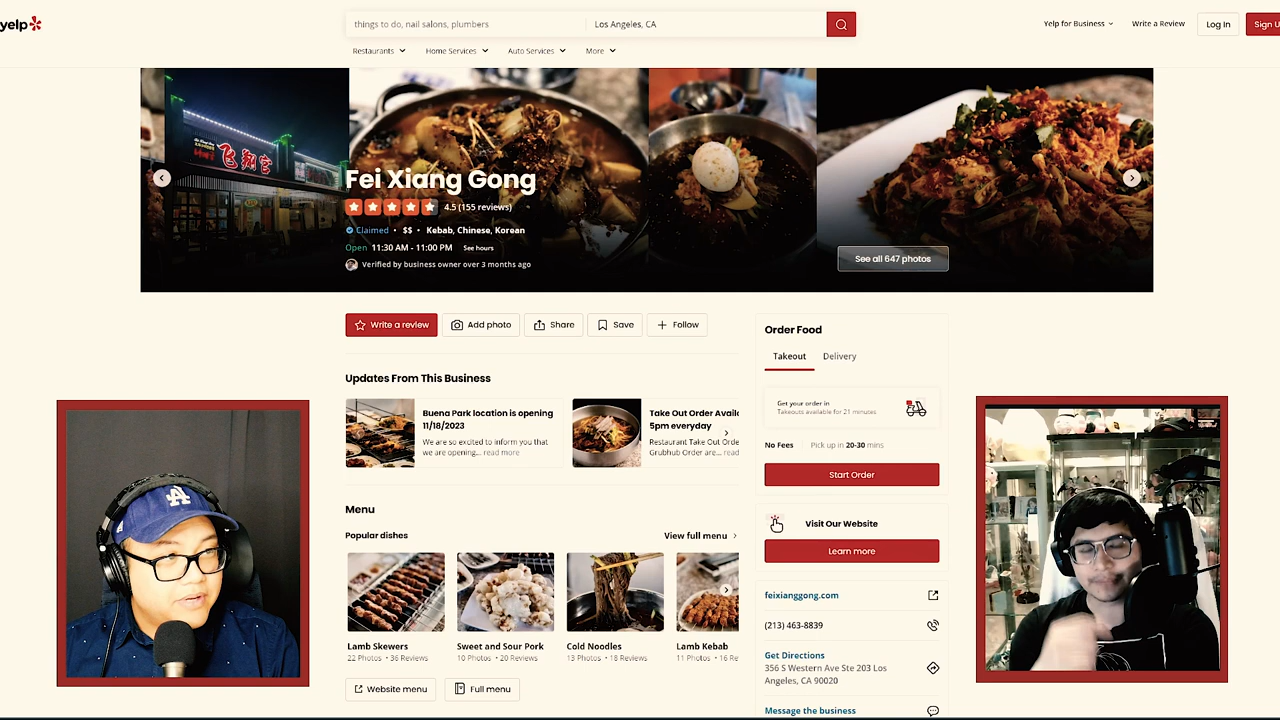 yelp
things to do, nail salons, plumbers
Los Angeles, CA
Yelp for Business
Write a Review
Log In
Sign U
Restaurants
Home Services
Auto Services
More
飞翔宫
Fei Xiang Gong
4.5 (155 reviews)
Claimed • $$ • Kebab, Chinese, Korean
Open 11:30 AM - 11:00 PM See hours
Verified by business owner over 3 months ago
See all 647 photos
Write a review
Add photo
Share
Save
Follow
Updates From This Business
Buena Park location is opening
11/18/2023
We are so excited to inform you that
we are opening... read more
Take Out Order Availa
5pm everyday
Restaurant Take Out Orde
Grubhub Order are... read
Menu
Popular dishes
View full menu
Lamb Skewers
22 Photos • 36 Reviews
Sweet and Sour Pork
10 Photos • 20 Reviews
Cold Noodles
13 Photos • 18 Reviews
Lamb Kebab
11 Photos • 16 Re
Website menu
Full menu
Order Food
Takeout
Delivery
Get your order in
Takeouts available for 21 minutes
No Fees
Pick up in 20-30 mins
Start Order
Visit Our Website
Learn more
feixianggong.com
(213) 463-8839
Get Directions
356 S Western Ave Ste 203 Los
Angeles, CA 90020
Message the business
LA